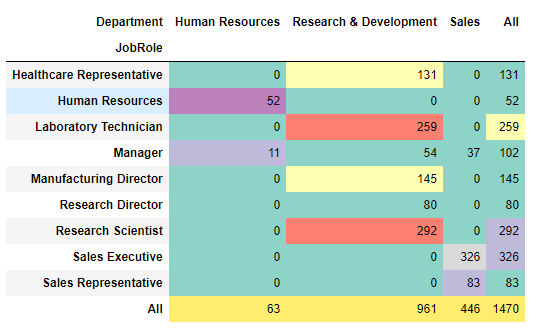 Department Human Resources Research & Development Sales All
JobRole
Healthcare Representative 0 131 0 131
Human Resources 52 0 0 52
Laboratory Technician 0 259 0 259
Manager 11 54 37 102
Manufacturing Director 0 145 0 145
Research Director 0 80 0 80
Research Scientist 0 292 0 292
Sales Executive 0 0 326 326
Sales Representative 0 0 83 83
All 63 961 446 1470